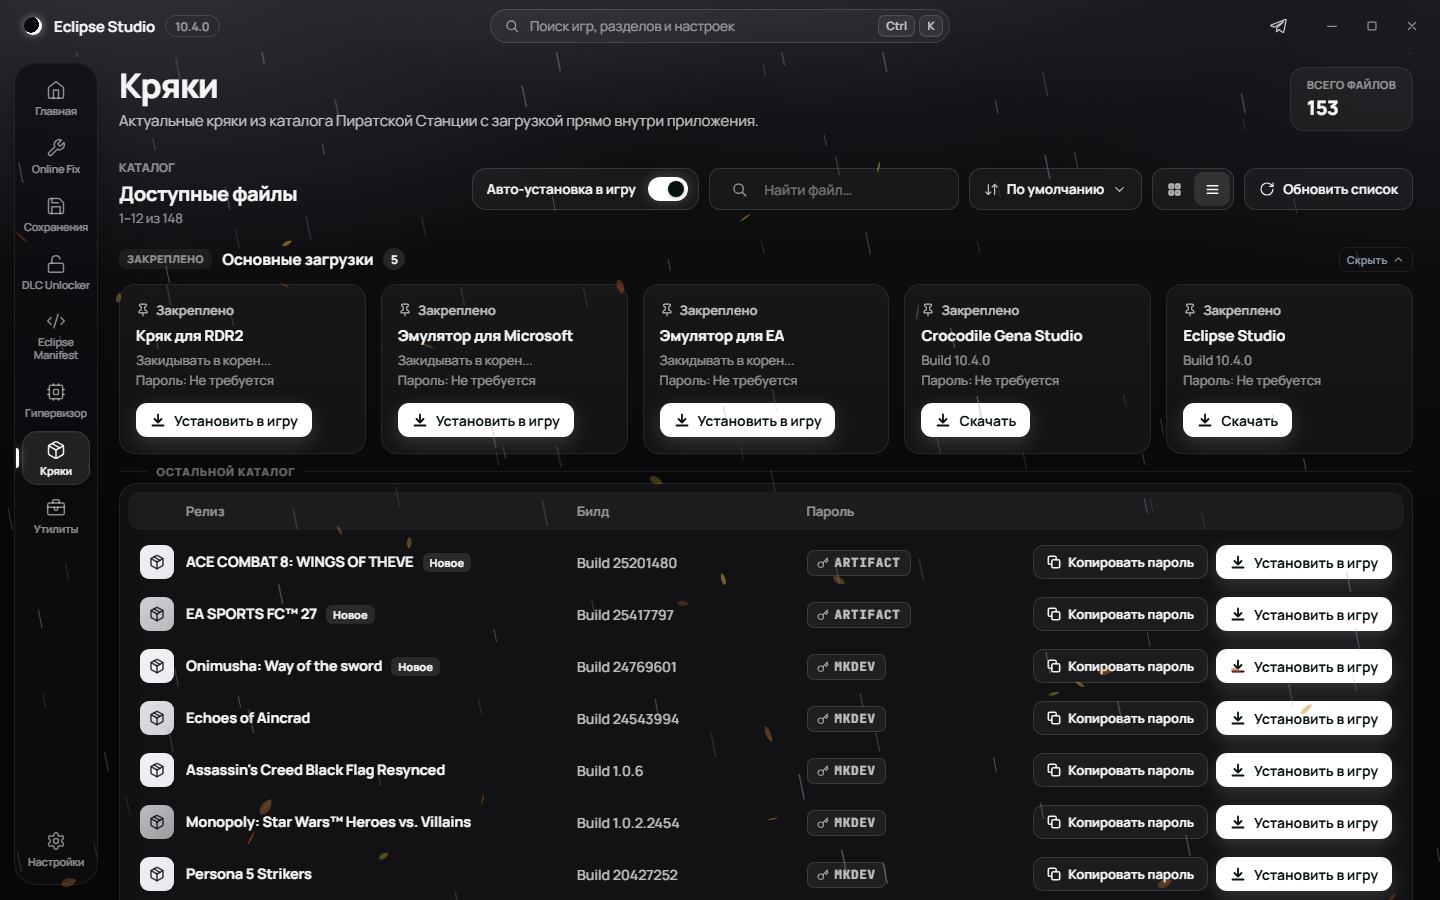 Eclipse Studio 10.4.0 Поиск игр, разделов и настроек Ctrl K
Кряки
Актуальные кряки из каталога Пиратской Станции с загрузкой прямо внутри приложения.
ВСЕГО ФАЙЛОВ
153
Главная
Online Fix
Сохранения
DLC Unlocker
Eclipse
Manifest
Гипервизор
Кряки
Утилиты
Настройки
КАТАЛОГ
Доступные файлы
1–12 из 148
Авто-установка в игру Найти файл... По умолчанию Обновить список
ЗАКРЕПЛЕНО Основные загрузки 5 Скрыть
Закреплено
Кряк для RDR2
Закидывать в корен...
Пароль: Не требуется
Установить в игру
Закреплено
Эмулятор для Microsoft
Закидывать в корен...
Пароль: Не требуется
Установить в игру
Закреплено
Эмулятор для EA
Закидывать в корен...
Пароль: Не требуется
Установить в игру
Закреплено
Crocodile Gena Studio
Build 10.4.0
Пароль: Не требуется
Скачать
Закреплено
Eclipse Studio
Build 10.4.0
Пароль: Не требуется
Скачать
ОСТАЛЬНОЙ КАТАЛОГ
Релиз Билд Пароль
ACE COMBAT 8: WINGS OF THEVE Новое Build 25201480 ARTIFACT Копировать пароль Установить в игру
EA SPORTS FC™ 27 Новое Build 25417797 ARTIFACT Копировать пароль Установить в игру
Onimusha: Way of the sword Новое Build 24769601 MKDEV Копировать пароль Установить в игру
Echoes of Aincrad Build 24543994 MKDEV Копировать пароль Установить в игру
Assassin's Creed Black Flag Resynced Build 1.0.6 MKDEV Копировать пароль Установить в игру
Monopoly: Star Wars™ Heroes vs. Villains Build 1.0.2.2454 MKDEV Копировать пароль Установить в игру
Persona 5 Strikers Build 20427252 MKDEV Копировать пароль Установить в игру